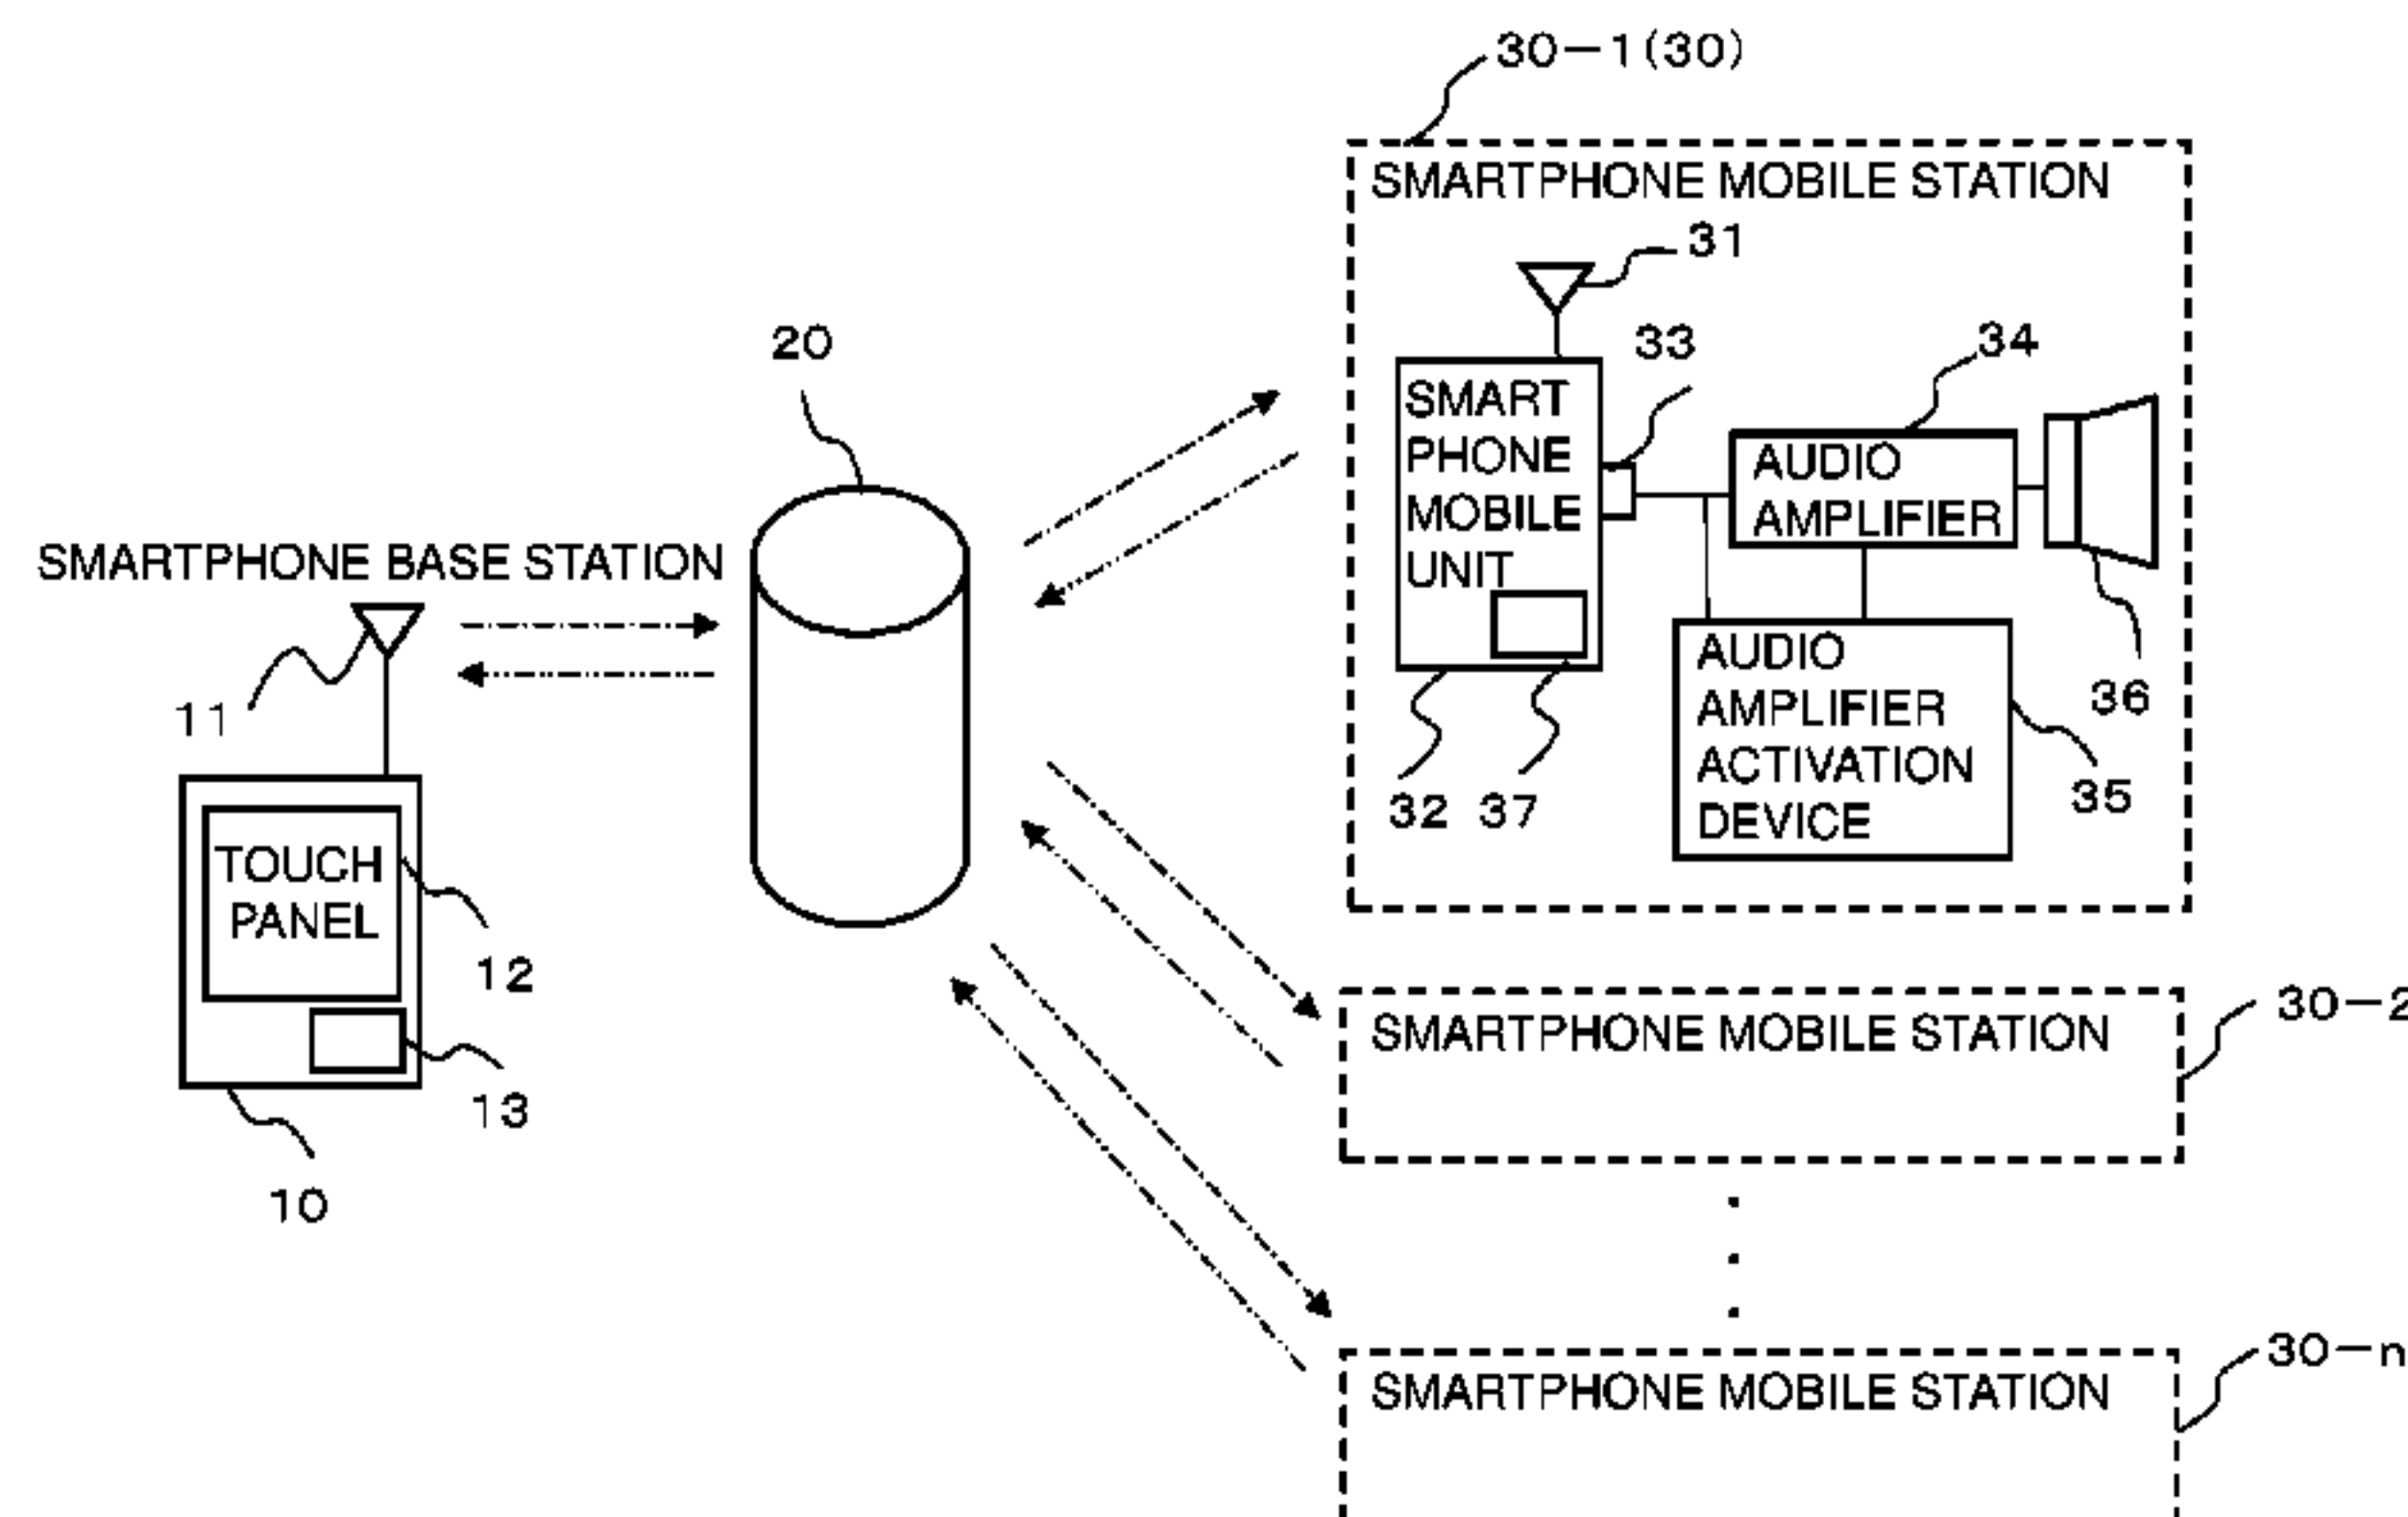 30-1(30)
SMARTPHONE MOBILE STATION
31
20
33
34
SMART
PHONE
MOBILE
UNIT
AUDIO
AMPLIFIER
SMARTPHONE BASE STATION
11
AUDIO
AMPLIFIER
ACTIVATION
DEVICE
36
35
32
37
TOUCH
PANEL
12
13
10
SMARTPHONE MOBILE STATION
30-2
SMARTPHONE MOBILE STATION
30-n